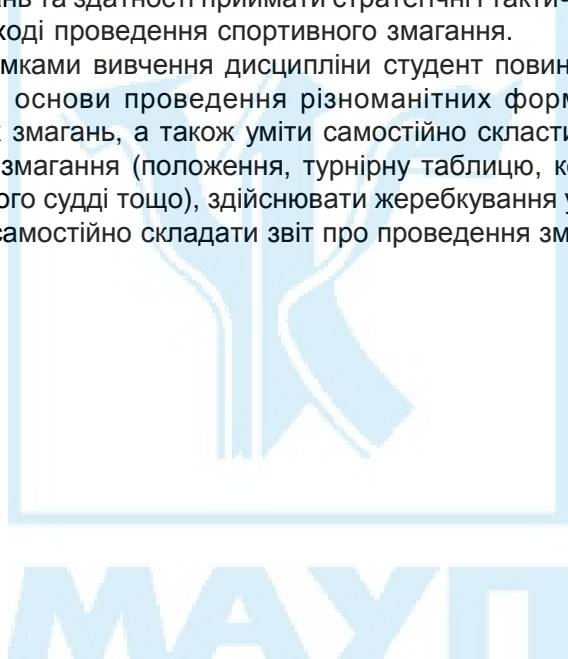 ань та здатності приймати стратегічні і тактич
ході проведення спортивного змагання.
мками вивчення дисципліни студент повин
основи проведення різноманітних форм
змагань, а також уміти самостійно скласти
змагання (положення, турнірну таблицю, к
ого судді тощо), здійснювати жеребкування у
самостійно складати звіт про проведення зм
МАУП